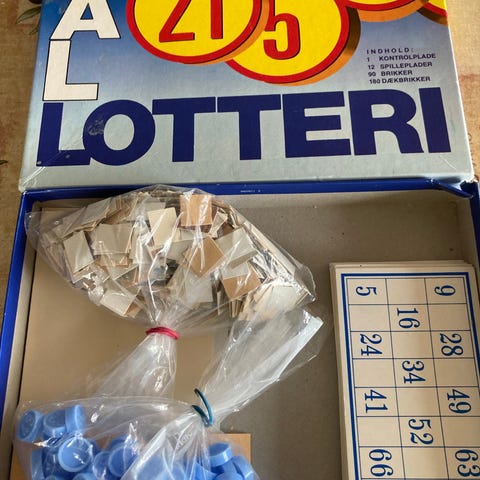 A
L
21
5
INDHOLD:
1 KONTROLPLADE
12 SPILLEPLADER
90 BRIKKER
180 DÆKBRIKKER
LOTTERI
5 9
16
24 28
34
41 49
52
66 63